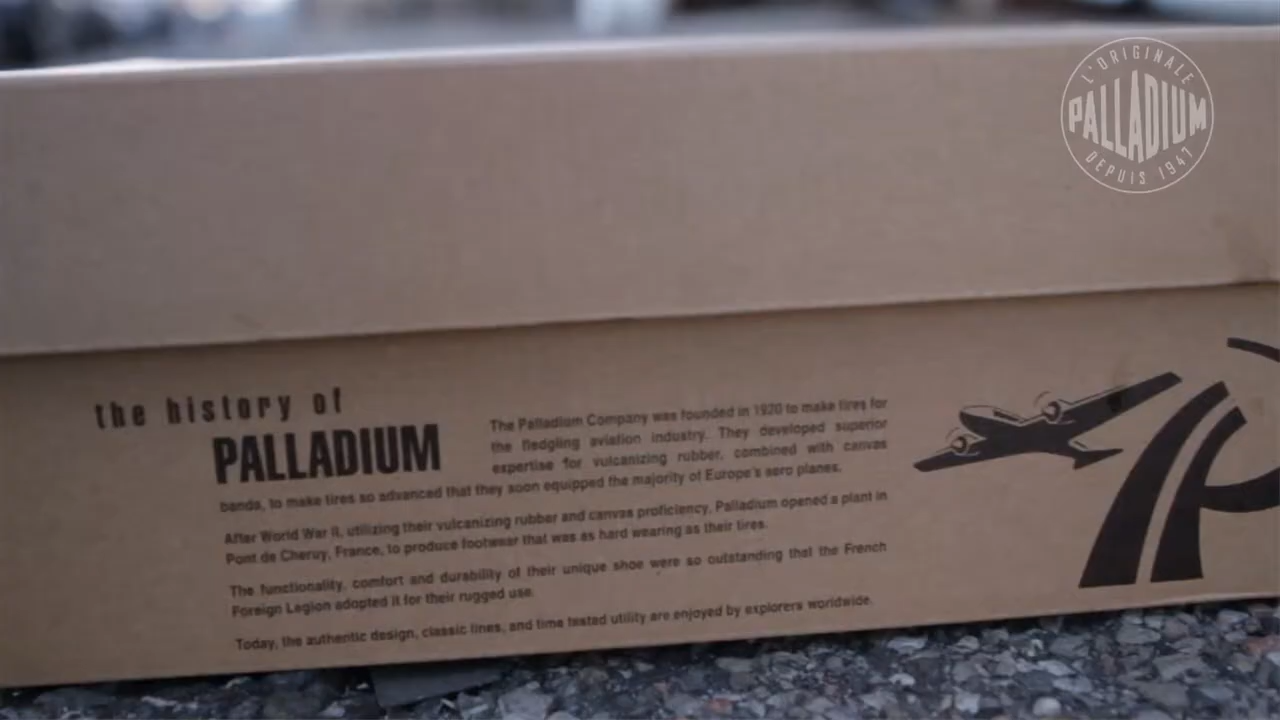 L'ORIGINALE
PALLADIUM
DEPUIS 1947
the history of
PALLADIUM
The Palladium Company was founded in 1920 to make tires for
the fledgling aviation industry. They developed superior
expertise for vulcanizing rubber, combined with canvas
bands, to make tires so advanced that they soon equipped the majority of Europe's aero planes.
After World War II, utilizing their vulcanizing rubber and canvas proficiency, Palladium opened a plant in
Pont de Cheruy, France, to produce footwear that was as hard wearing as their tires.
The functionality, comfort and durability of their unique shoe were so outstanding that the French
Foreign Legion adopted it for their rugged use.
Today, the authentic design, classic lines, and time tested utility are enjoyed by explorers worldwide.